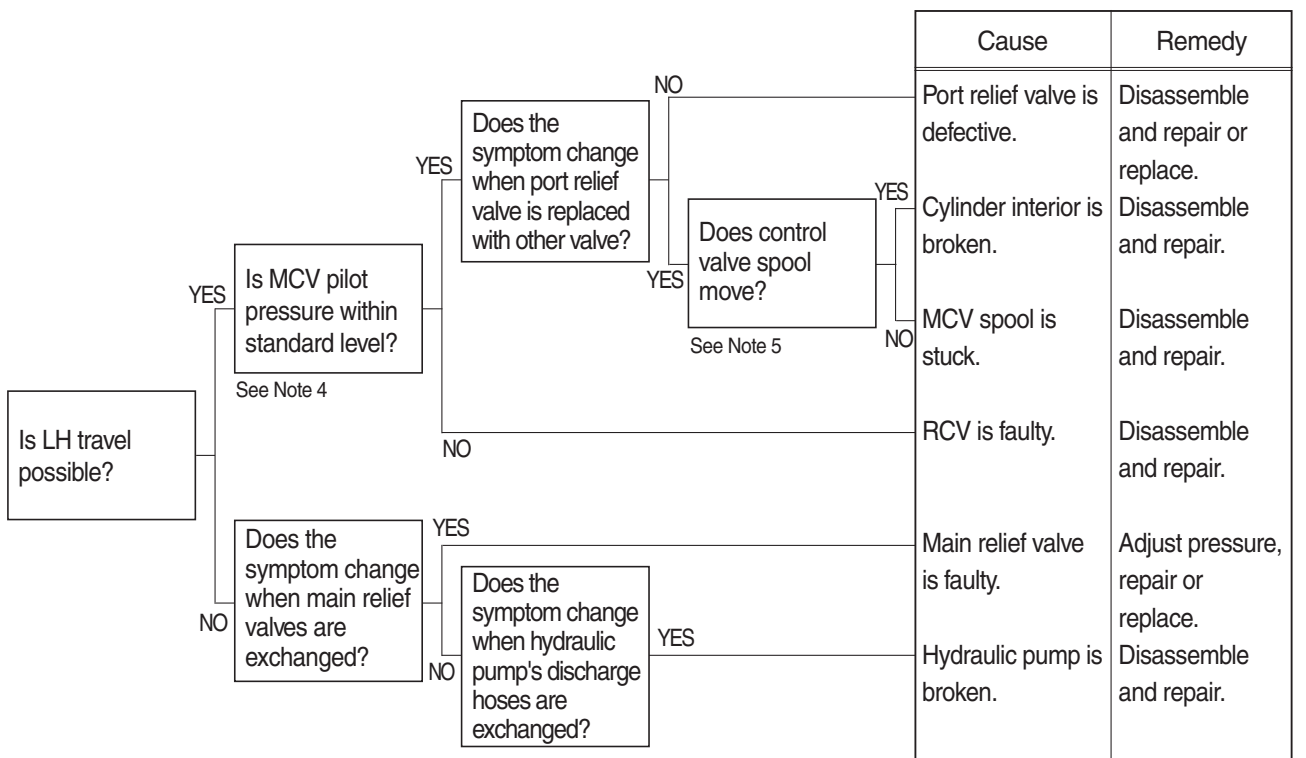 Is LH travel
possible?
YES
Is MCV pilot
pressure within
standard level?
See Note 4
YES
Does the
symptom change
when port relief
valve is replaced
with other valve?
NO
YES
Does control
valve spool
move?
See Note 5
YES
NO
NO
NO
Does the
symptom change
when main relief
valves are
exchanged?
YES
NO
Does the
symptom change
when hydraulic
pump's discharge
hoses are
exchanged?
YES
Cause
Remedy
Port relief valve is
defective.
Disassemble
and repair or
replace.
Cylinder interior is
broken.
Disassemble
and repair.
MCV spool is
stuck.
Disassemble
and repair.
RCV is faulty.
Disassemble
and repair.
Main relief valve
is faulty.
Adjust pressure,
repair or
replace.
Hydraulic pump is
broken.
Disassemble
and repair.